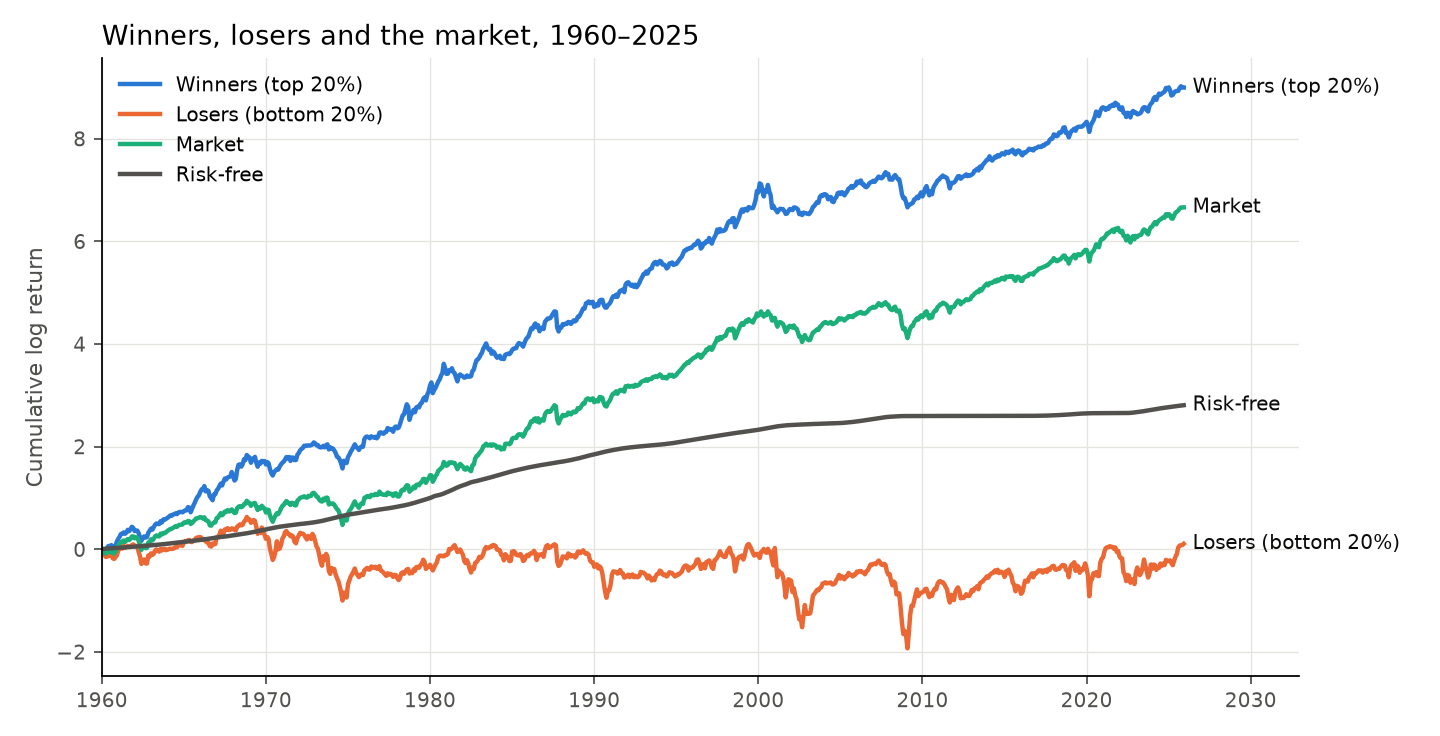 Winners, losers and the market, 1960–2025
Winners (top 20%)
Losers (bottom 20%)
Market
Risk-free
Cumulative log return
8
6
4
2
0
−2
1960
1970
1980
1990
2000
2010
2020
2030
Winners (top 20%)
Market
Risk-free
Losers (bottom 20%)